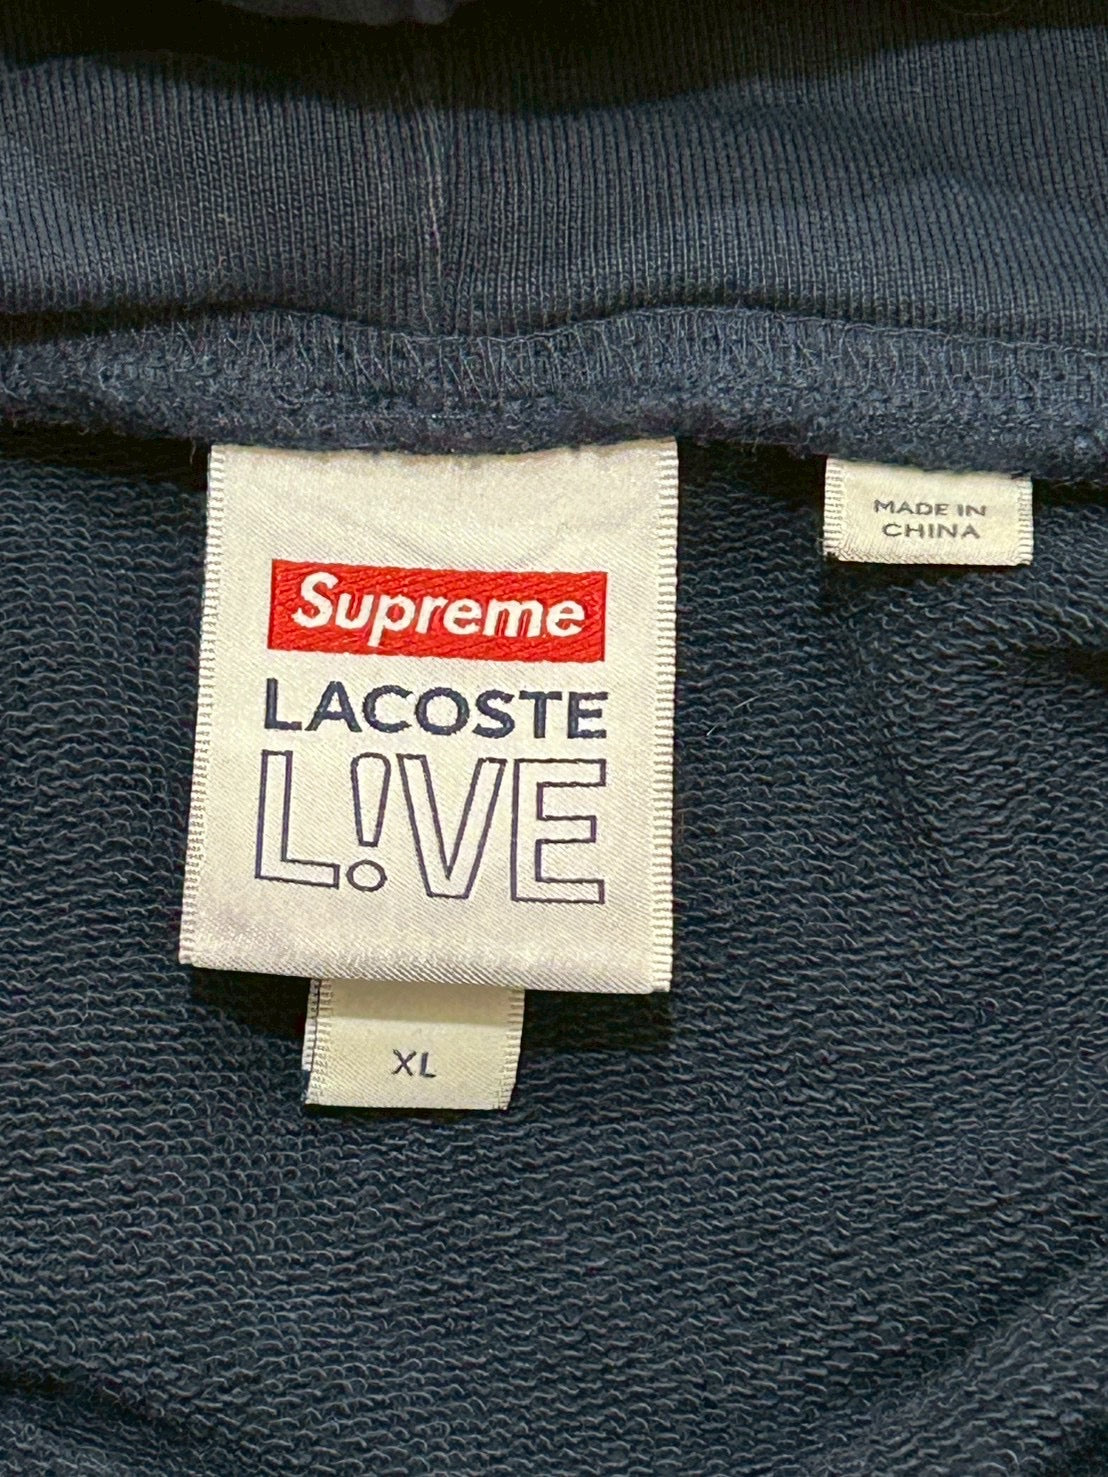 Supreme
LACOSTE
L!VE
XL
MADE IN
CHINA